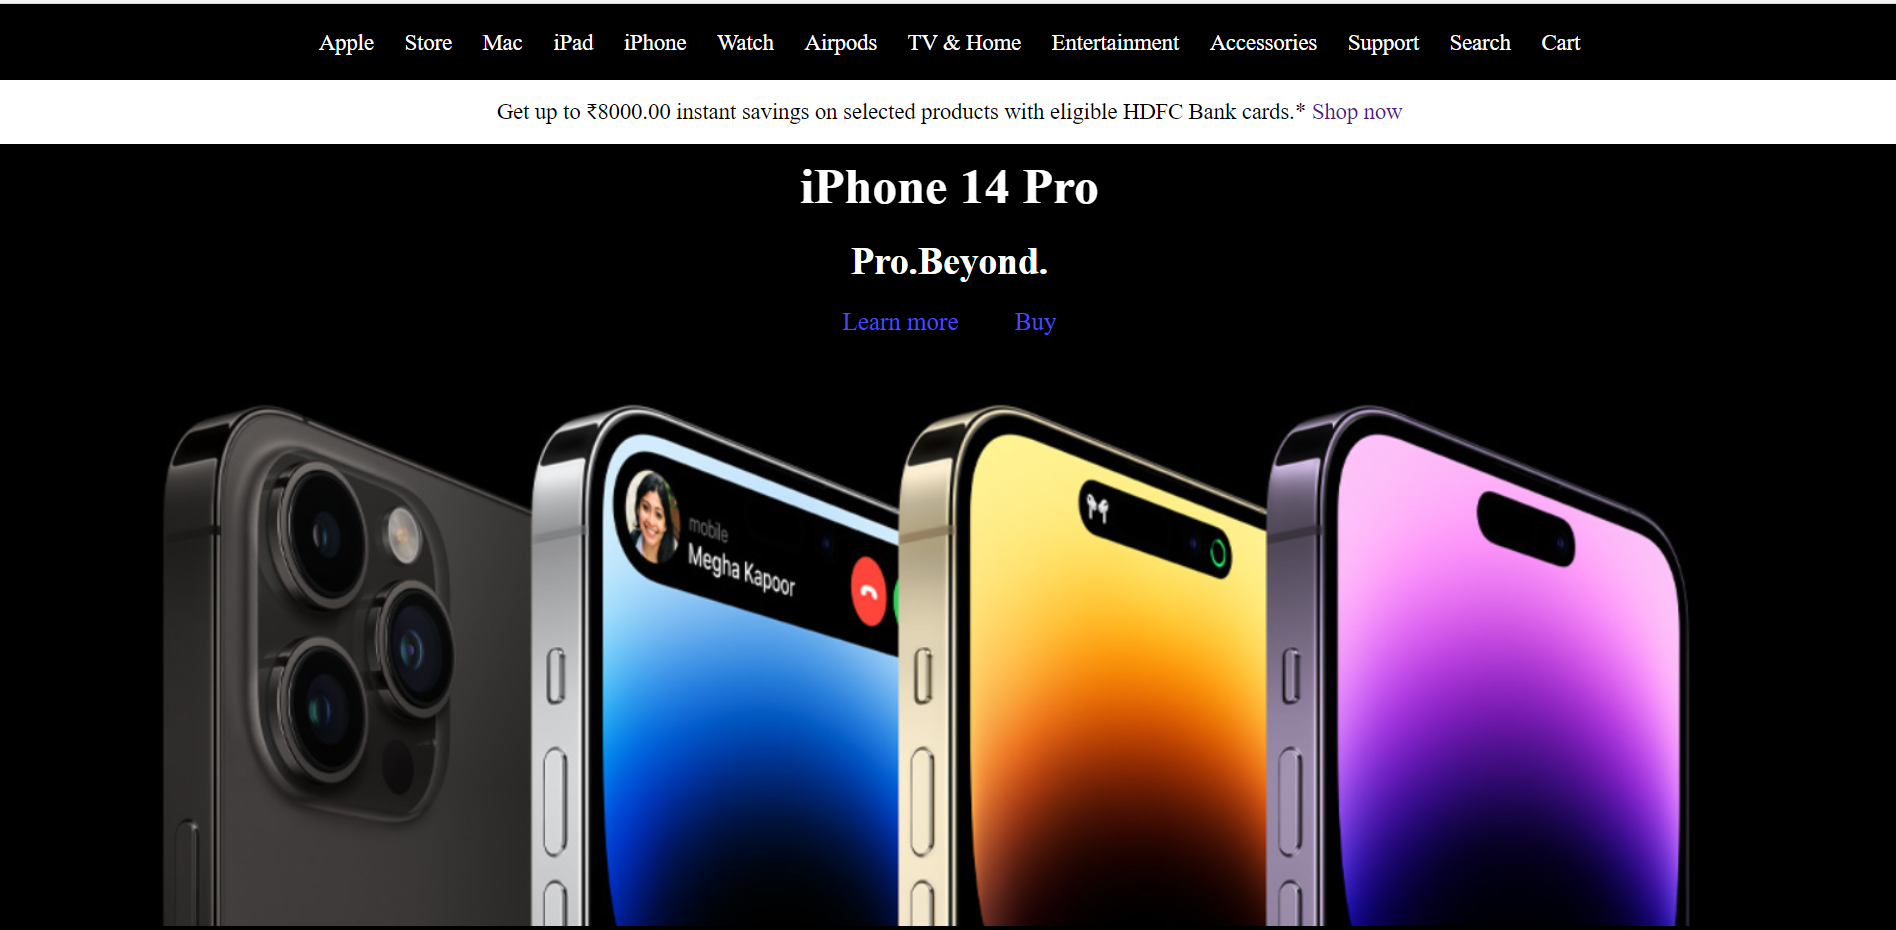 Apple Store Mac iPad iPhone Watch Airpods TV & Home Entertainment Accessories Support Search Cart
Get up to ₹8000.00 instant savings on selected products with eligible HDFC Bank cards.* Shop now
iPhone 14 Pro
Pro.Beyond.
Learn more Buy
mobile
Megha Kapoor